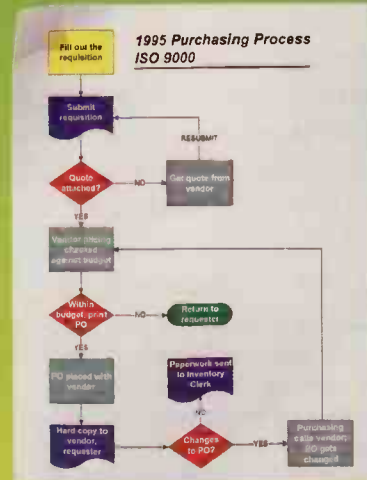 1995 Purchasing Process
ISO 9000
Fill out the
requisition
Submit
requisition
RESUBMIT
Quote
attached?
NO
Get quote from
vendor
YES
Vendor pricing
checked
against budget
Within
budget, print
PO
NO
Return to
requester
YES
PO placed with
vendor
Paperwork sent
to Inventory
Clerk
NO
Hard copy to
vendor,
requester
Changes
to PO?
YES
Purchasing
calls vendor;
PO gets
changed